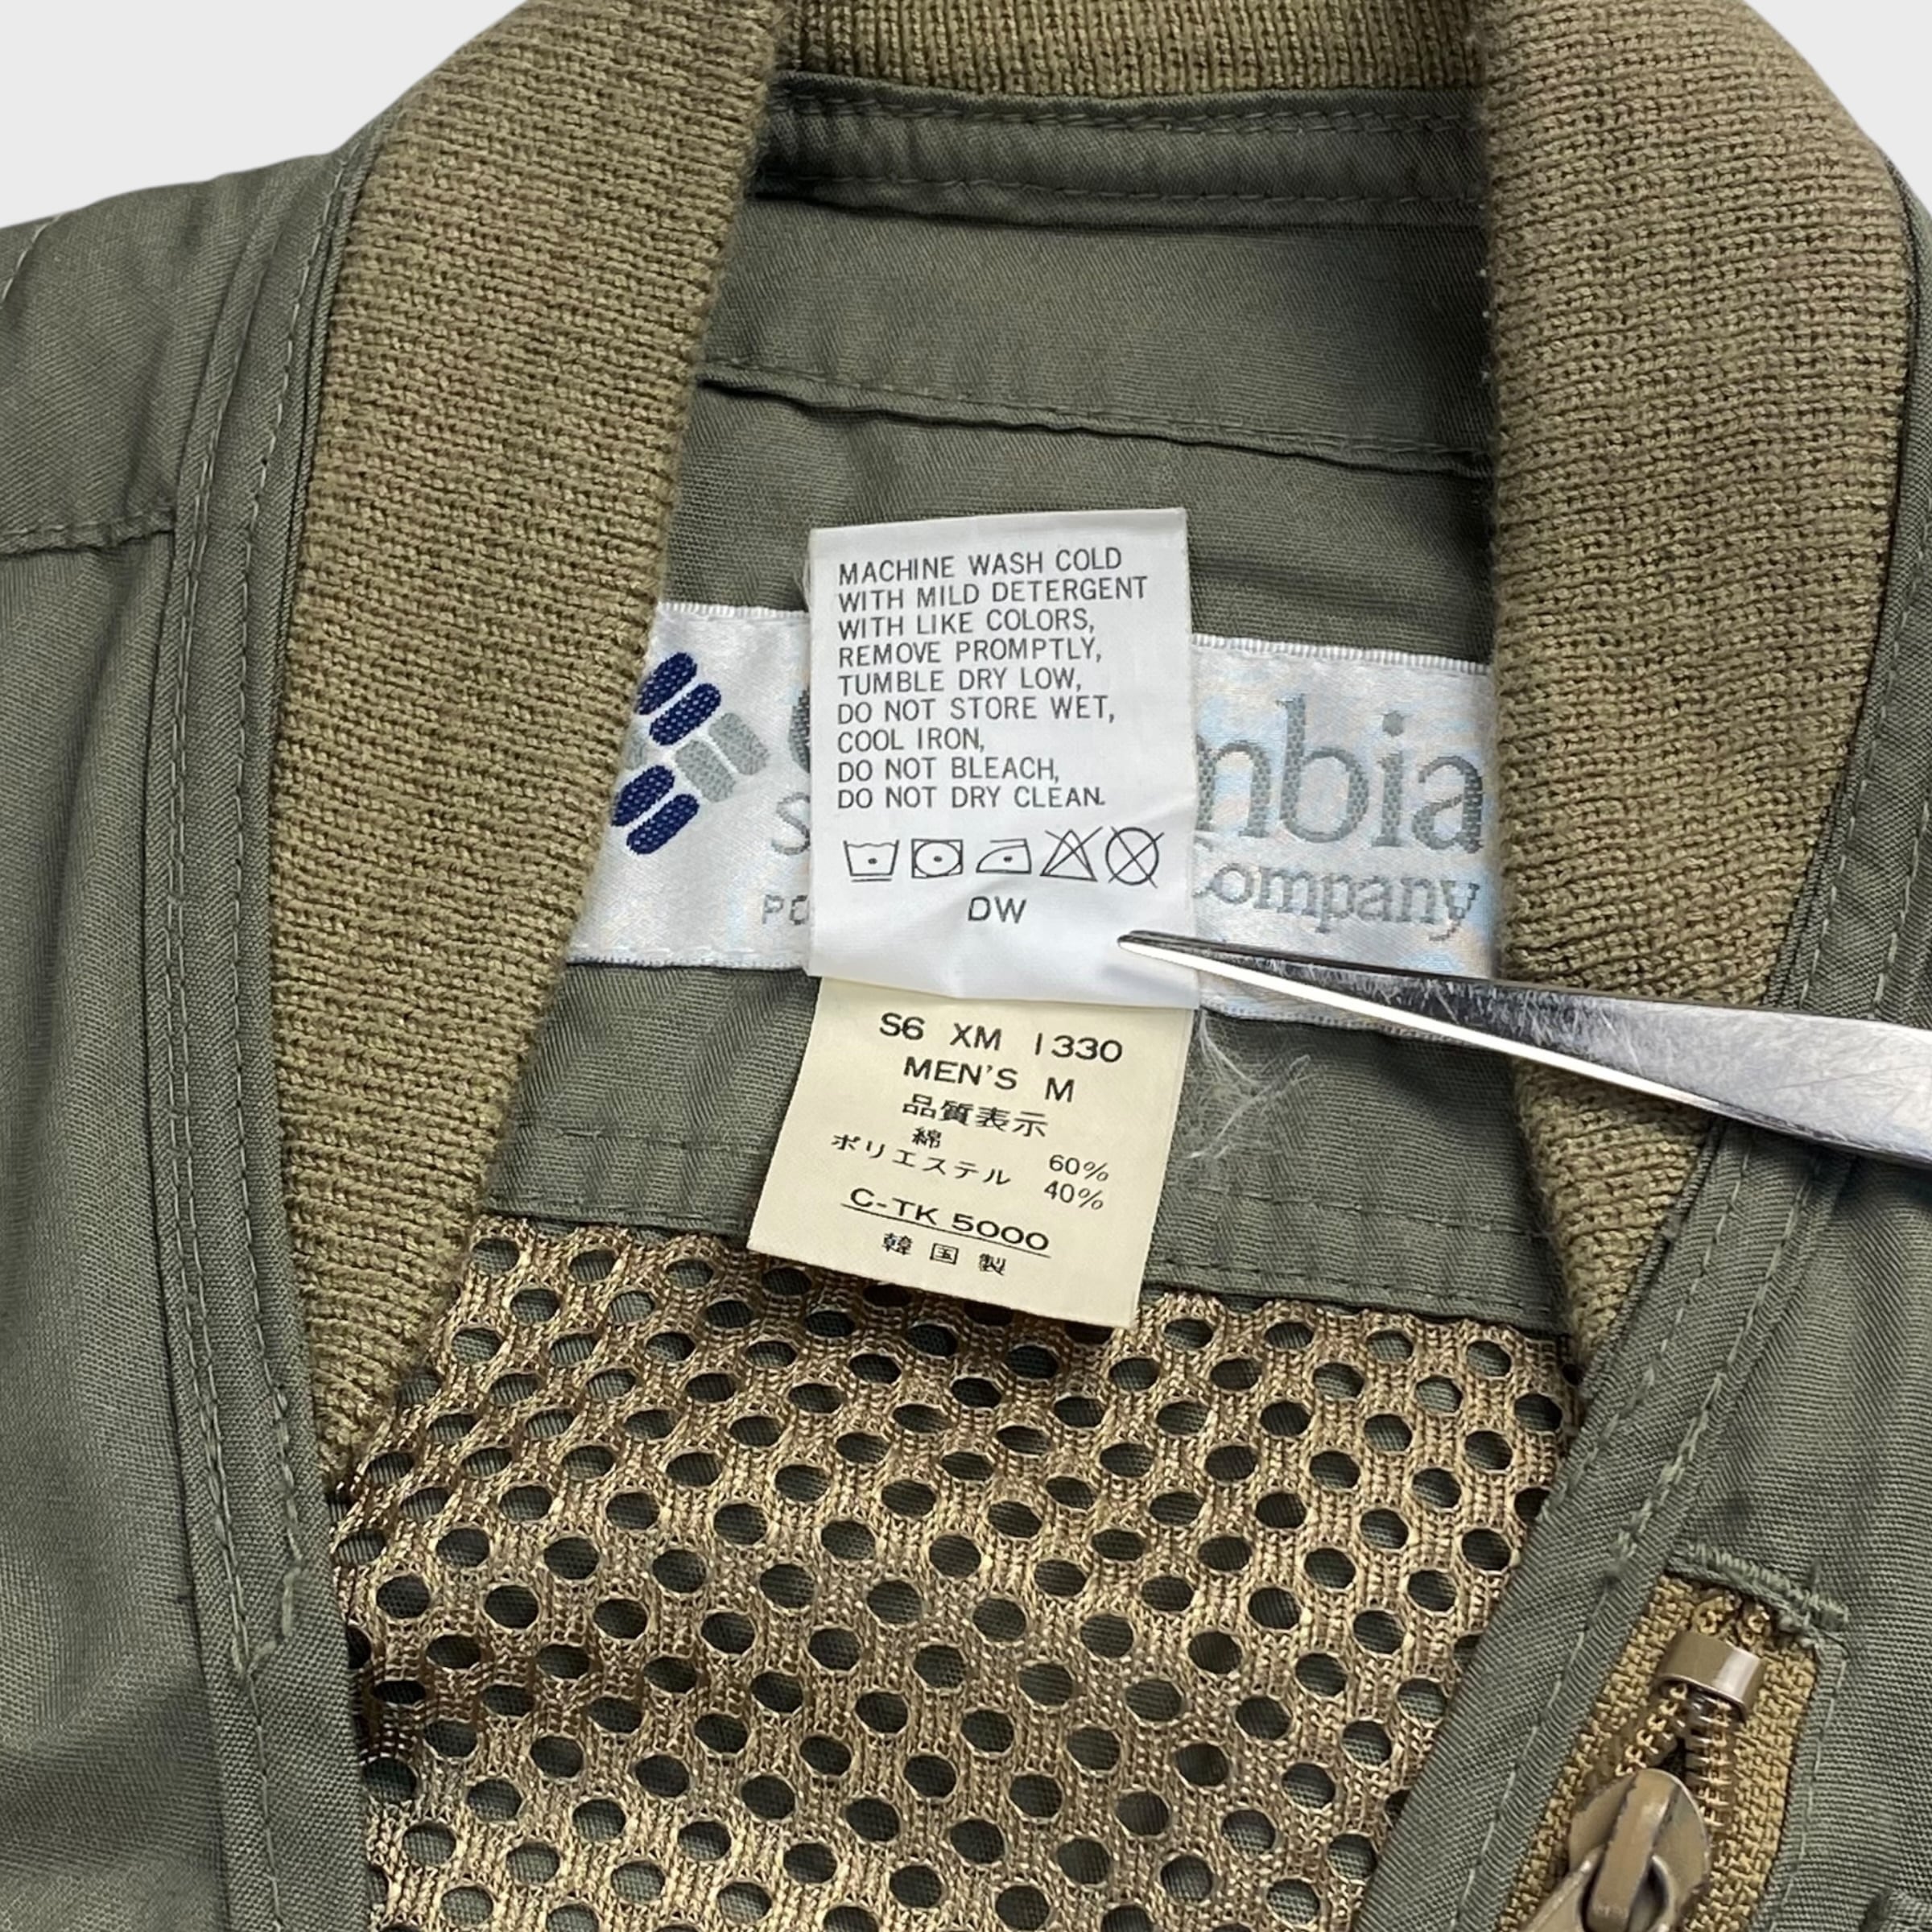 MACHINE WASH COLD
WITH MILD DETERGENT
WITH LIKE COLORS,
REMOVE PROMPTLY,
TUMBLE DRY LOW,
DO NOT STORE WET,
COOL IRON,
DO NOT BLEACH,
DO NOT DRY CLEAN.
DW
mbia
Company
S6 XM 1330
MEN'S M
品質表示
綿 60%
ポリエステル 40%
C-TK 5000
韓国製